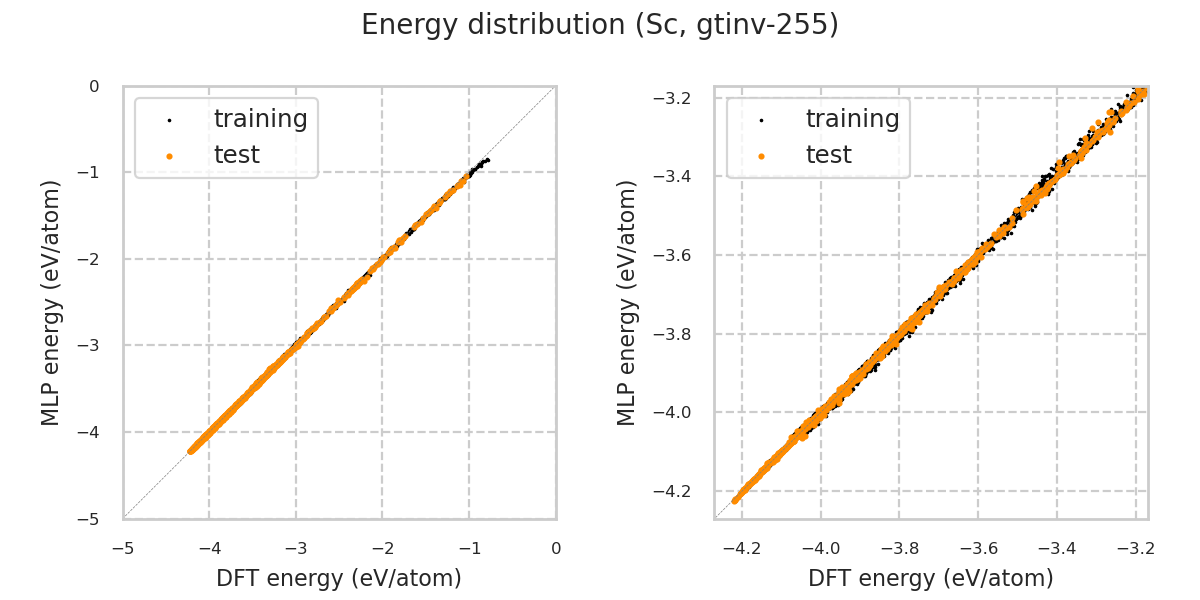 Energy distribution (Sc, gtinv-255)
training
test
0
−1
−2
−3
−4
−5
MLP energy (eV/atom)
−5
−4
−3
−2
−1
0
DFT energy (eV/atom)
training
test
−3.2
−3.4
−3.6
−3.8
−4.0
−4.2
MLP energy (eV/atom)
−4.2
−4.0
−3.8
−3.6
−3.4
−3.2
DFT energy (eV/atom)